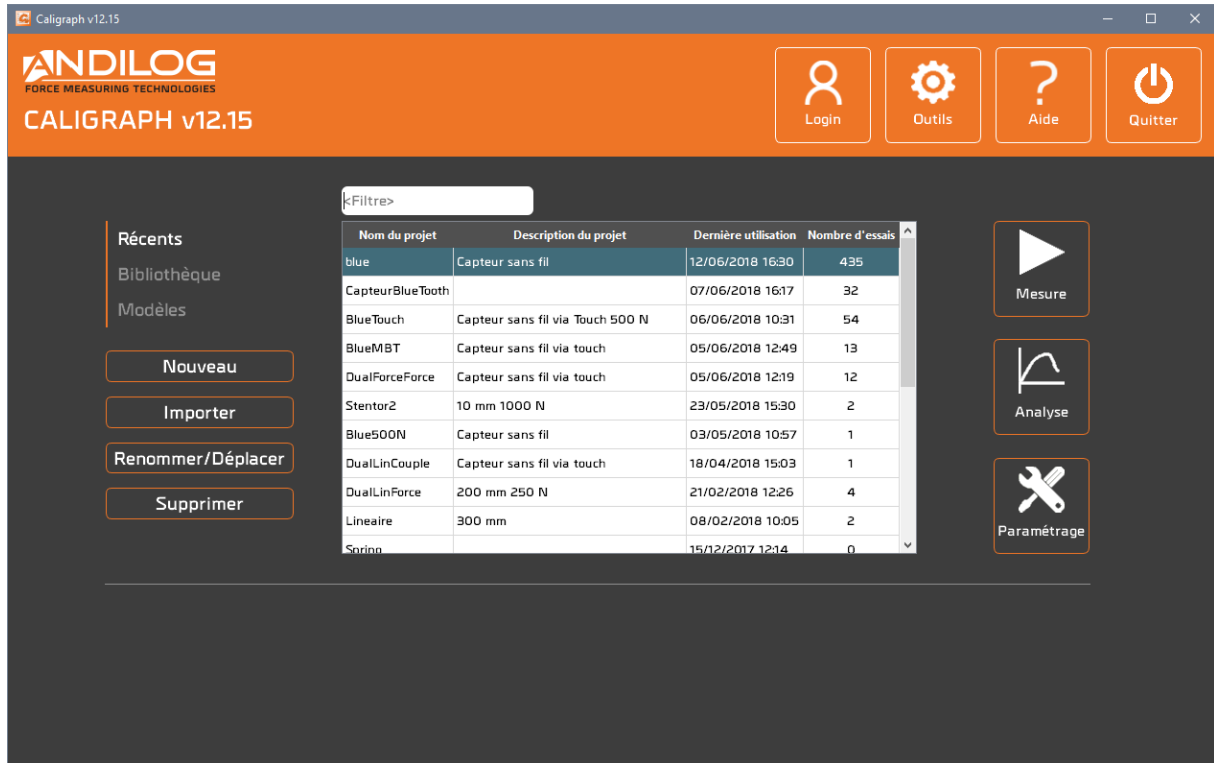 Caligraph v12.15
ANDILOG
FORCE MEASURING TECHNOLOGIES
CALIGRAPH v12.15
Login
Outils
Aide
Quitter
<Filtre>
Récents
Bibliothèque
Modèles
Nouveau
Importer
Renommer/Déplacer
Supprimer
Nom du projet Description du projet Dernière utilisation Nombre d'essais
blue Capteur sans fil 12/06/2018 16:30 435
CapteurBlueTooth 07/06/2018 16:17 32
BlueTouch Capteur sans fil via Touch 500 N 06/06/2018 10:31 54
BlueMBT Capteur sans fil via touch 05/06/2018 12:49 13
DualForceForce Capteur sans fil via touch 05/06/2018 12:19 12
Stentor2 10 mm 1000 N 23/05/2018 15:30 2
Blue500N Capteur sans fil 03/05/2018 10:57 1
DualLinCouple Capteur sans fil via touch 18/04/2018 15:03 1
DualLinForce 200 mm 250 N 21/02/2018 12:26 4
Lineaire 300 mm 08/02/2018 10:05 2
Spring 15/12/2017 12:14 0
Mesure
Analyse
Paramétrage